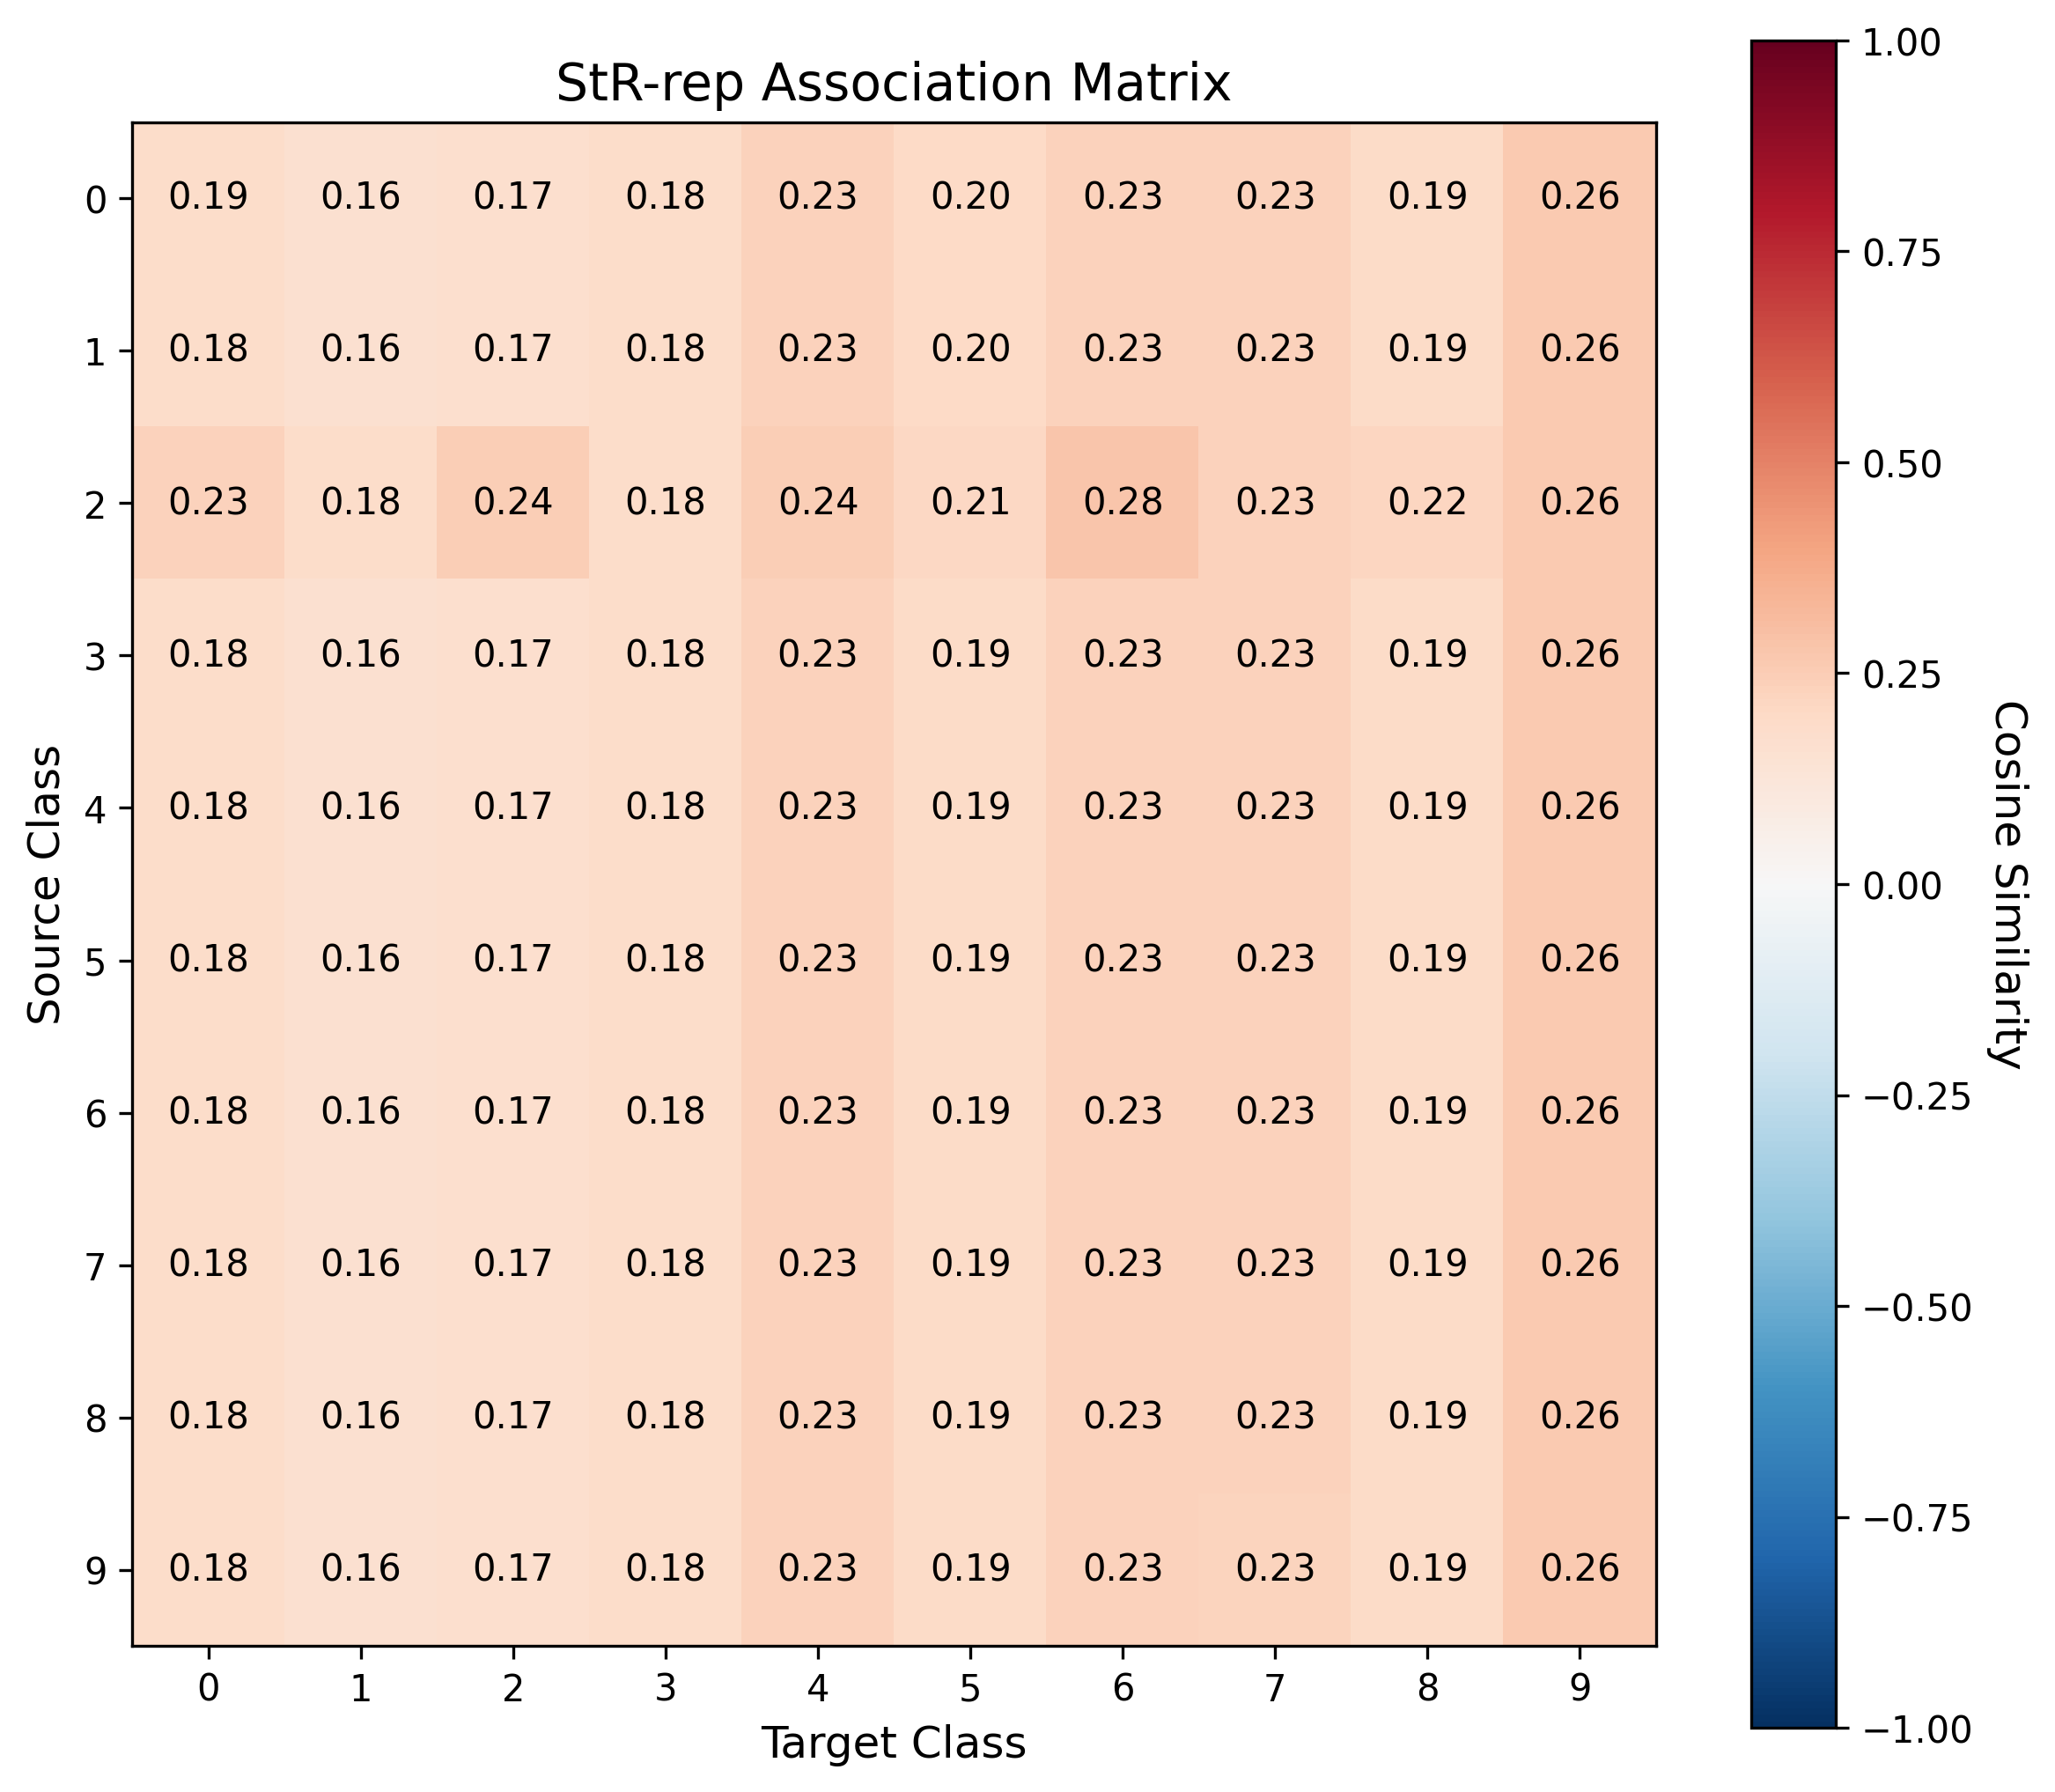 StR-rep Association Matrix
0 0.19 0.16 0.17 0.18 0.23 0.20 0.23 0.23 0.19 0.26
1 0.18 0.16 0.17 0.18 0.23 0.20 0.23 0.23 0.19 0.26
2 0.23 0.18 0.24 0.18 0.24 0.21 0.28 0.23 0.22 0.26
3 0.18 0.16 0.17 0.18 0.23 0.19 0.23 0.23 0.19 0.26
4 0.18 0.16 0.17 0.18 0.23 0.19 0.23 0.23 0.19 0.26
5 0.18 0.16 0.17 0.18 0.23 0.19 0.23 0.23 0.19 0.26
6 0.18 0.16 0.17 0.18 0.23 0.19 0.23 0.23 0.19 0.26
7 0.18 0.16 0.17 0.18 0.23 0.19 0.23 0.23 0.19 0.26
8 0.18 0.16 0.17 0.18 0.23 0.19 0.23 0.23 0.19 0.26
9 0.18 0.16 0.17 0.18 0.23 0.19 0.23 0.23 0.19 0.26
0 1 2 3 4 5 6 7 8 9
Target Class
Source Class
1.00
0.75
0.50
0.25
0.00
−0.25
−0.50
−0.75
−1.00
Cosine Similarity